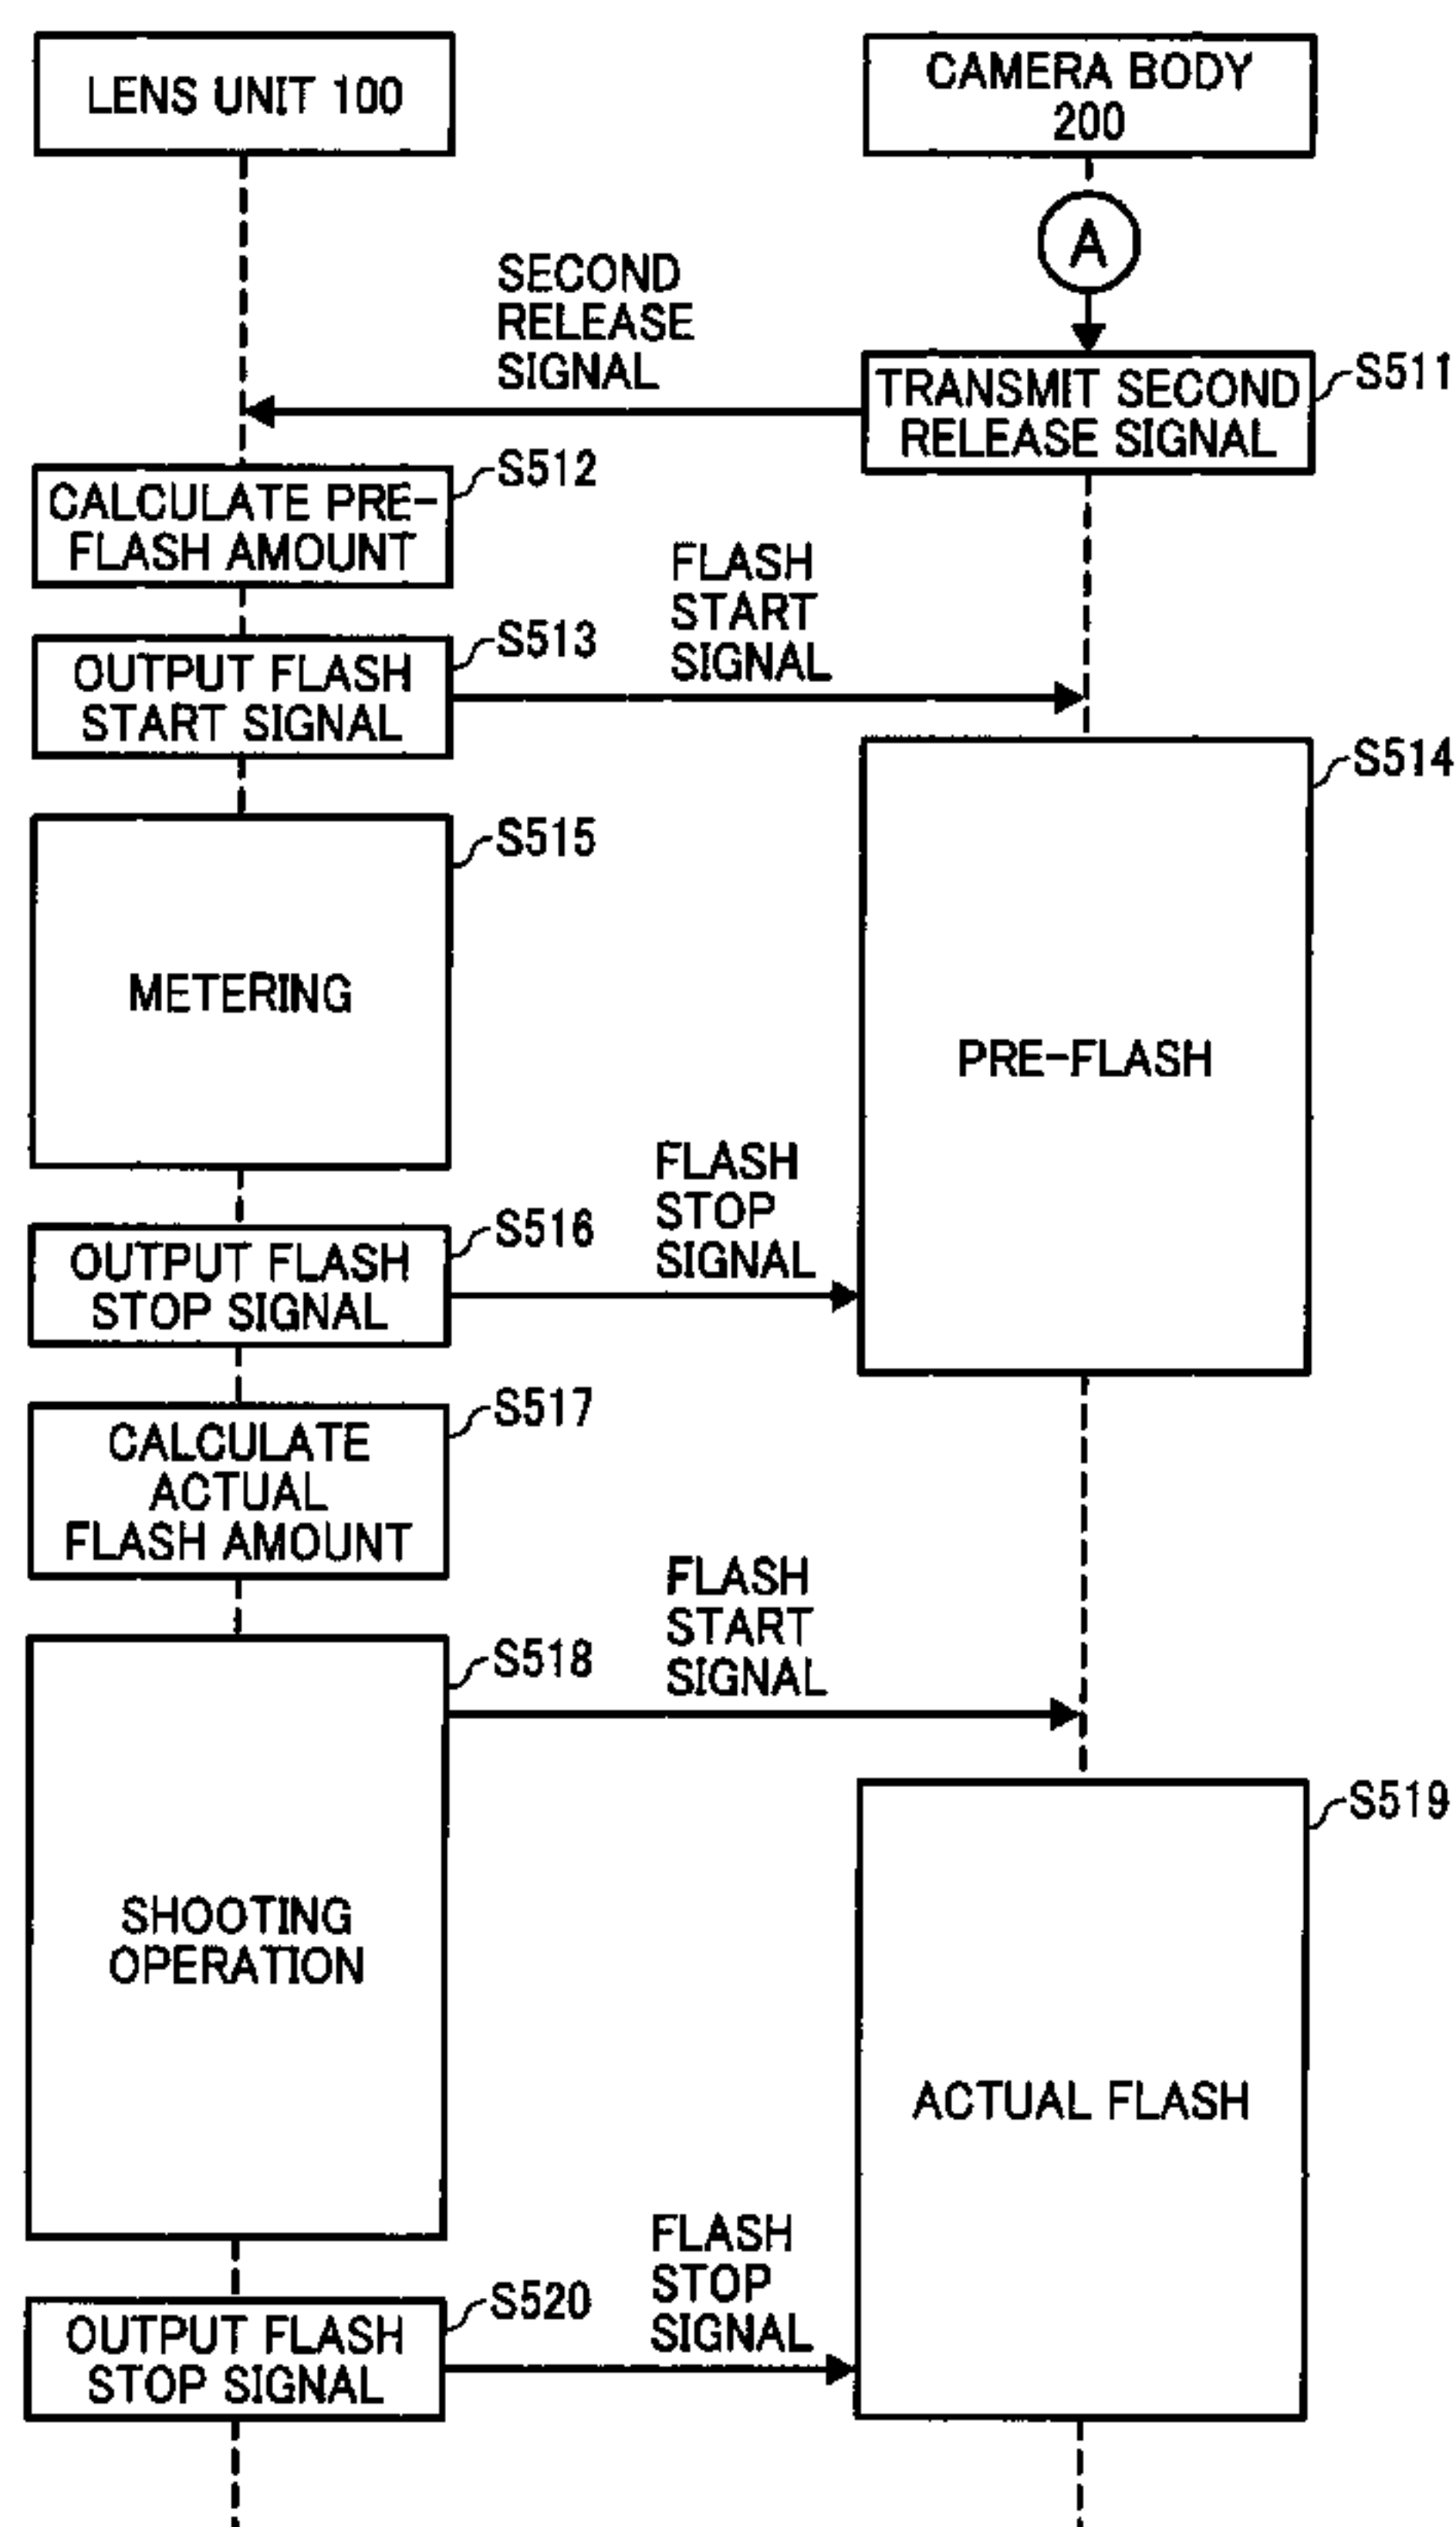 LENS UNIT 100
CAMERA BODY
200
A
SECOND
RELEASE
SIGNAL
TRANSMIT SECOND
RELEASE SIGNAL
S511
CALCULATE PRE-
FLASH AMOUNT
S512
FLASH
START
SIGNAL
OUTPUT FLASH
START SIGNAL
S513
PRE-FLASH
S514
METERING
S515
FLASH
STOP
SIGNAL
OUTPUT FLASH
STOP SIGNAL
S516
CALCULATE
ACTUAL
FLASH AMOUNT
S517
FLASH
START
SIGNAL
SHOOTING
OPERATION
S518
ACTUAL FLASH
S519
FLASH
STOP
SIGNAL
OUTPUT FLASH
STOP SIGNAL
S520